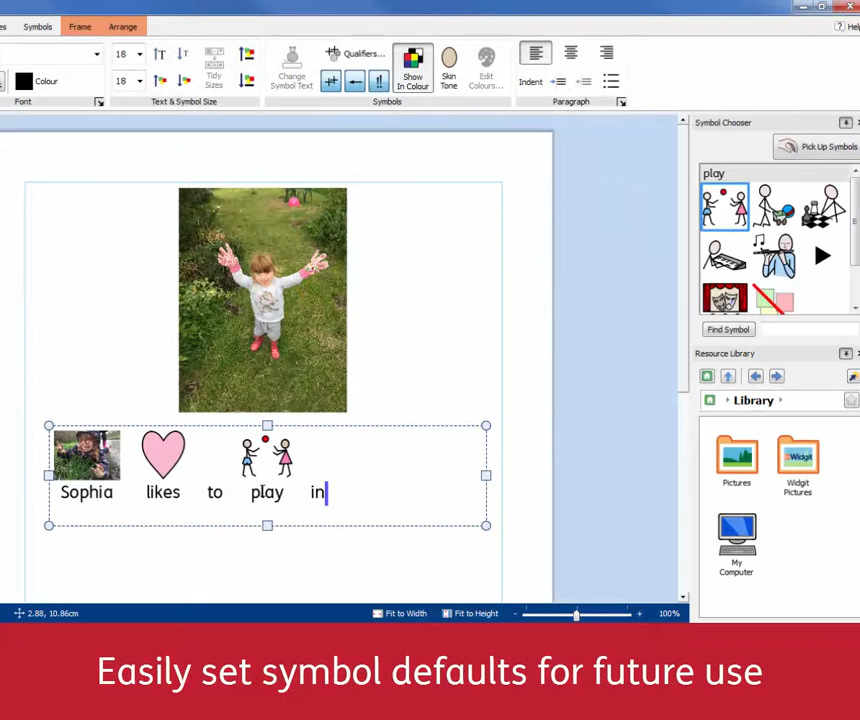 Symbols Frame Arrange
18
18
Tidy Sizes
Change Symbol Text
Qualifiers...
Show In Colour
Skin Tone
Edit Colours...
Indent
Colour
Font Text & Symbol Size Symbols Paragraph
Symbol Chooser
Pick Up Symbols
play
Find Symbol
Resource Library
Library
Pictures
Widgit
Widgit Pictures
My Computer
Sophia likes to play in
2.88, 10.86cm Fit to Width Fit to Height - + 100%
Easily set symbol defaults for future use